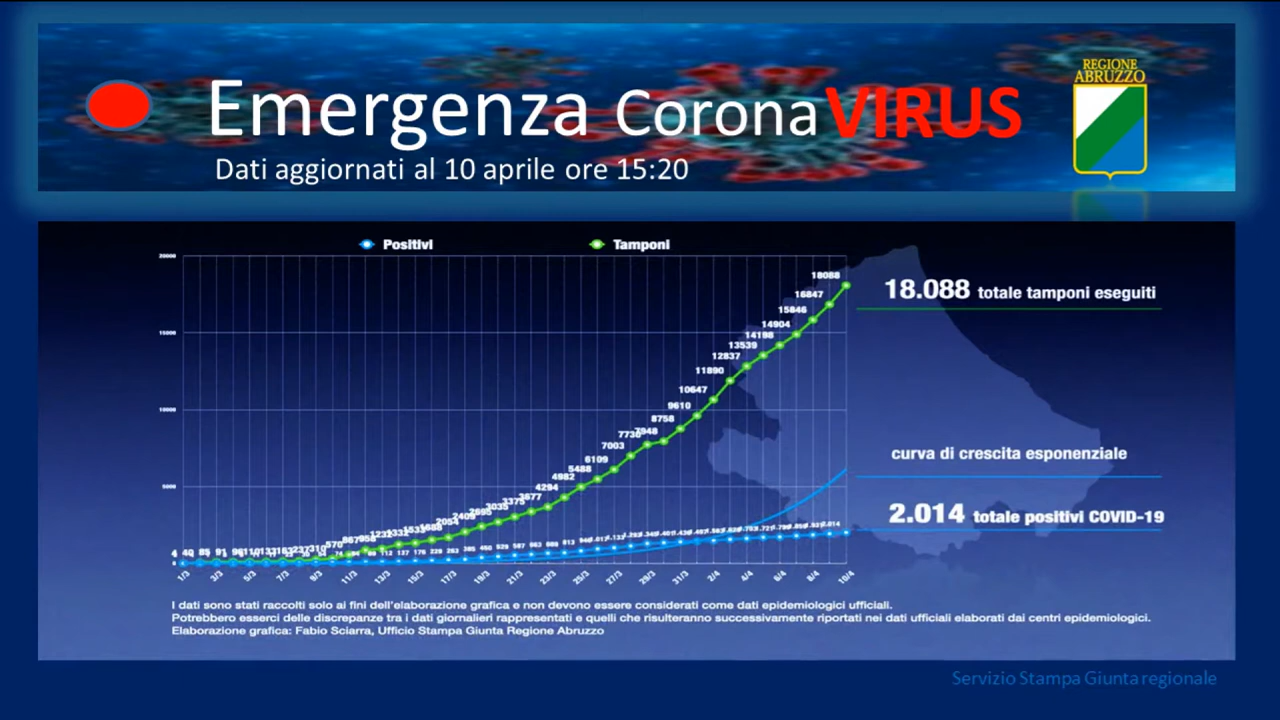 REGIONE
ABRUZZO
Emergenza CoronaVIRUS
Dati aggiornati al 10 aprile ore 15:20
Positivi
Tamponi
20000
15000
10000
5000
0
18088
16847
15846
14904
14198
13539
12837
11890
10647
9610
8758
7948
7730
7003
6109
5488
4982
4294
3677
3375
3035
2695
2409
2054
18.088 totale tamponi eseguiti
curva di crescita esponenziale
2.014 totale positivi COVID-19
1/3 3/3 5/3 7/3 9/3 11/3 13/3 15/3 17/3 19/3 21/3 23/3 25/3 27/3 29/3 31/3 2/4 4/4 6/4 8/4 10/4
I dati sono stati raccolti solo ai fini dell'elaborazione grafica e non devono essere considerati come dati epidemiologici ufficiali.
Potrebbero esserci delle discrepanze tra i dati giornalieri rappresentati e quelli che risulteranno successivamente riportati nei dati ufficiali elaborati dai centri epidemiologici.
Elaborazione grafica: Fabio Sciarra, Ufficio Stampa Giunta Regione Abruzzo
Servizio Stampa Giunta regionale